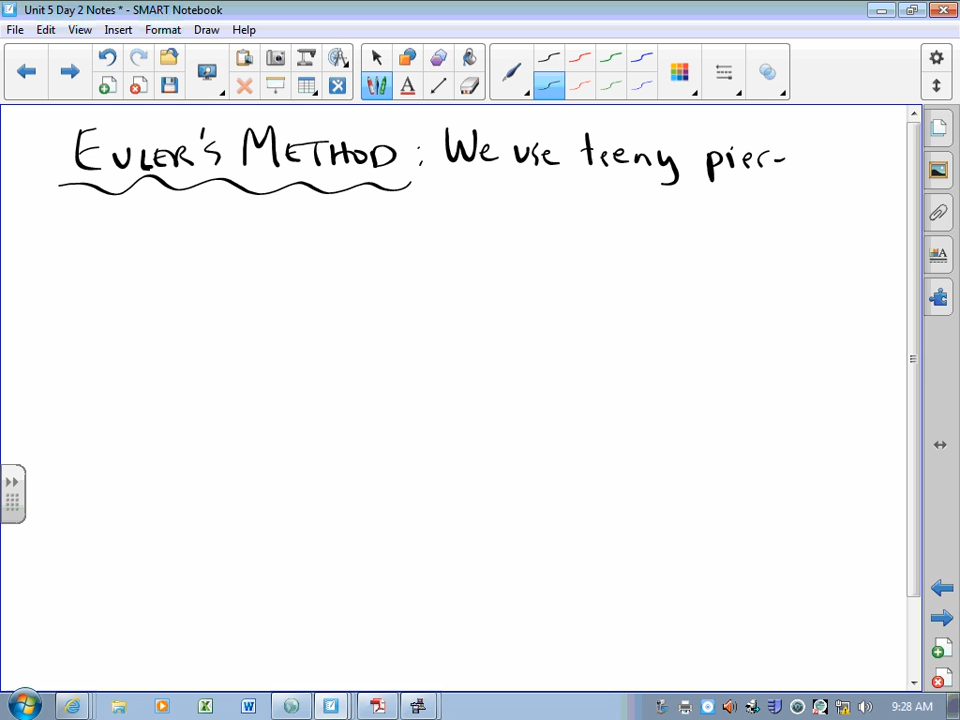 Unit 5 Day 2 Notes * - SMART Notebook
File Edit View Insert Format Draw Help
EULER'S METHOD : We use teeny
9:28 AM